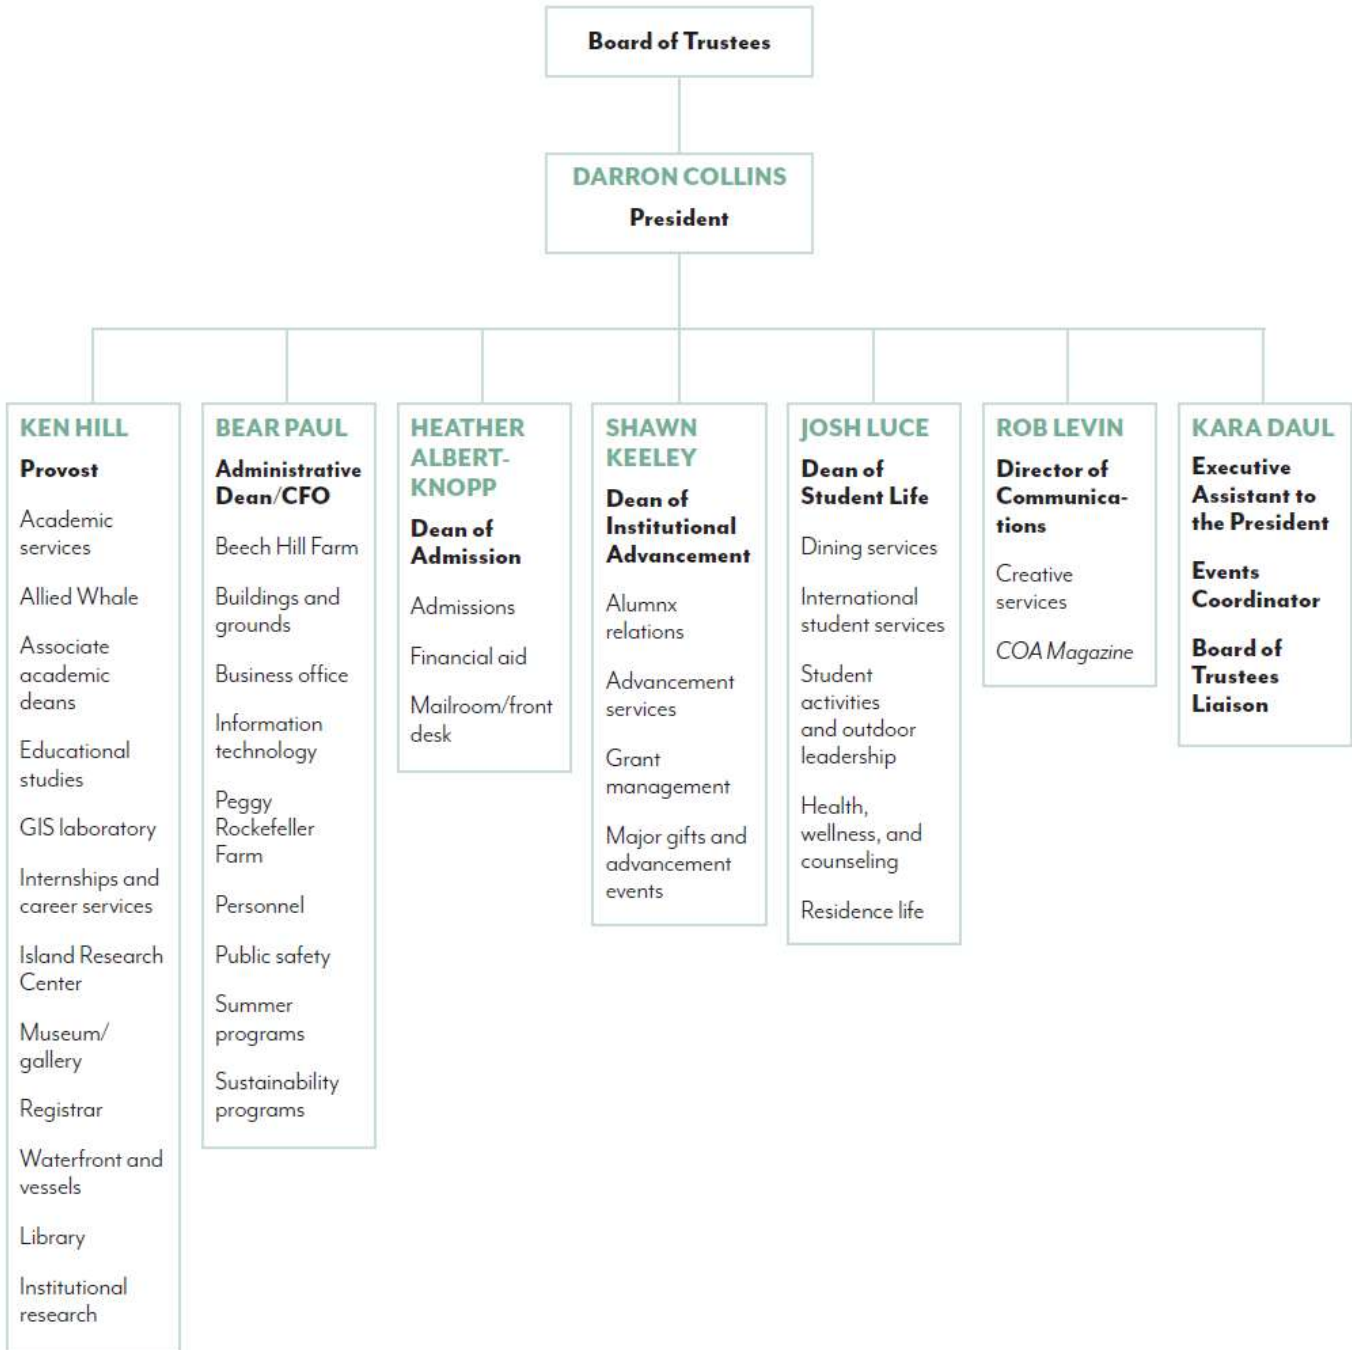 Board of Trustees
DARRON COLLINS
President
KEN HILL
Provost
Academic
services
Allied Whale
Associate
academic
deans
Educational
studies
GIS laboratory
Internships and
career services
Island Research
Center
Museum/
gallery
Registrar
Waterfront and
vessels
Library
Institutional
research
BEAR PAUL
Administrative
Dean/CFO
Beech Hill Farm
Buildings and
grounds
Business office
Information
technology
Peggy
Rockefeller
Farm
Personnel
Public safety
Summer
programs
Sustainability
programs
HEATHER
ALBERT-
KNOPP
Dean of
Admission
Admissions
Financial aid
Mailroom/front
desk
SHAWN
KEELEY
Dean of
Institutional
Advancement
Alumnx
relations
Advancement
services
Grant
management
Major gifts and
advancement
events
JOSH LUCE
Dean of
Student Life
Dining services
International
student services
Student
activities
and outdoor
leadership
Health,
wellness, and
counseling
Residence life
ROB LEVIN
Director of
Communica-
tions
Creative
services
COA Magazine
KARA DAUL
Executive
Assistant to
the President
Events
Coordinator
Board of
Trustees
Liaison